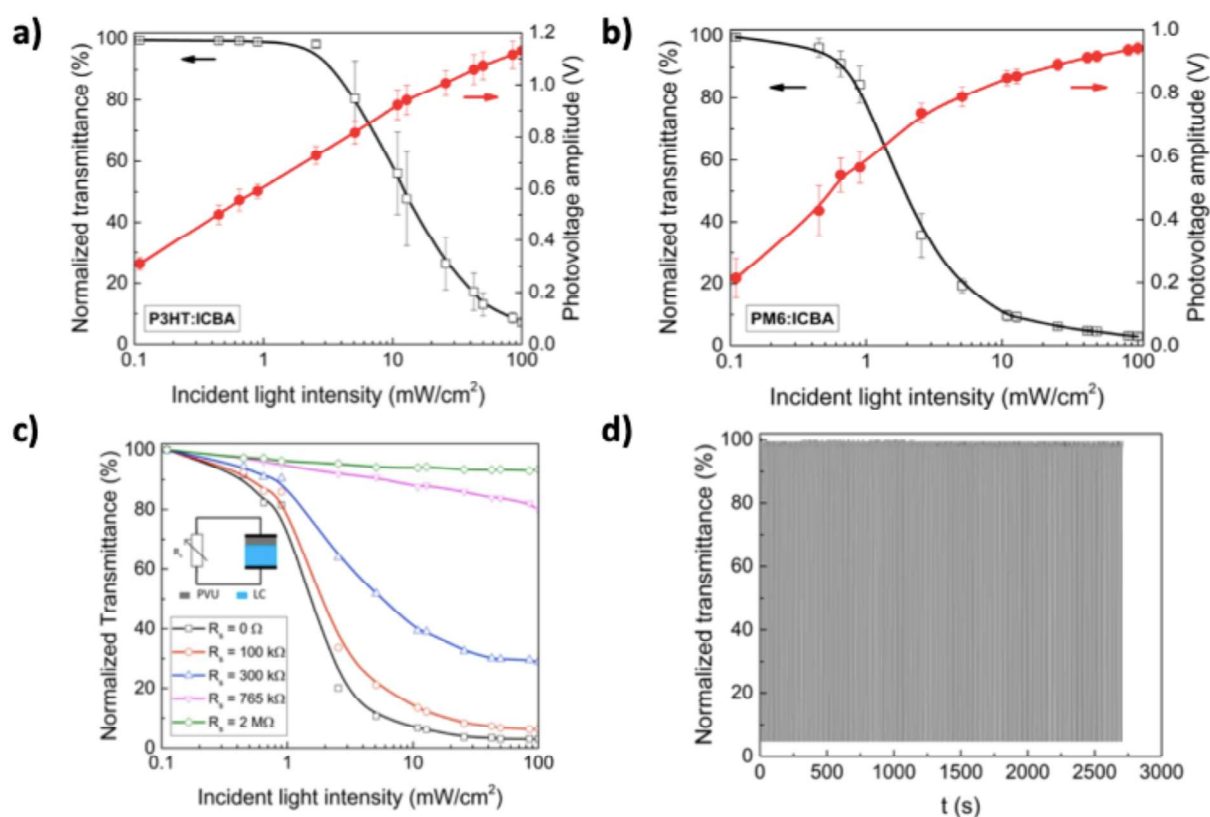 a)
100
80
60
40
20
0
Normalized transmittance (%)
1.2
1.0
0.8
0.6
0.4
0.2
0.0
Photovoltage amplitude (V)
P3HT:ICBA
0.1
1
10
100
Incident light intensity (mW/cm²)
b)
100
80
60
40
20
0
Normalized transmittance (%)
1.0
0.8
0.6
0.4
0.2
0.0
Photovoltage amplitude (V)
PM6:ICBA
0.1
1
10
100
Incident light intensity (mW/cm²)
c)
100
80
60
40
20
0
Normalized Transmittance (%)
Rs
PVU LC
Rs = 0 Ω
Rs = 100 kΩ
Rs = 300 kΩ
Rs = 765 kΩ
Rs = 2 MΩ
0.1
1
10
100
Incident light intensity (mW/cm²)
d)
100
80
60
40
20
0
Normalized transmittance (%)
0
500
1000
1500
2000
2500
3000
t (s)